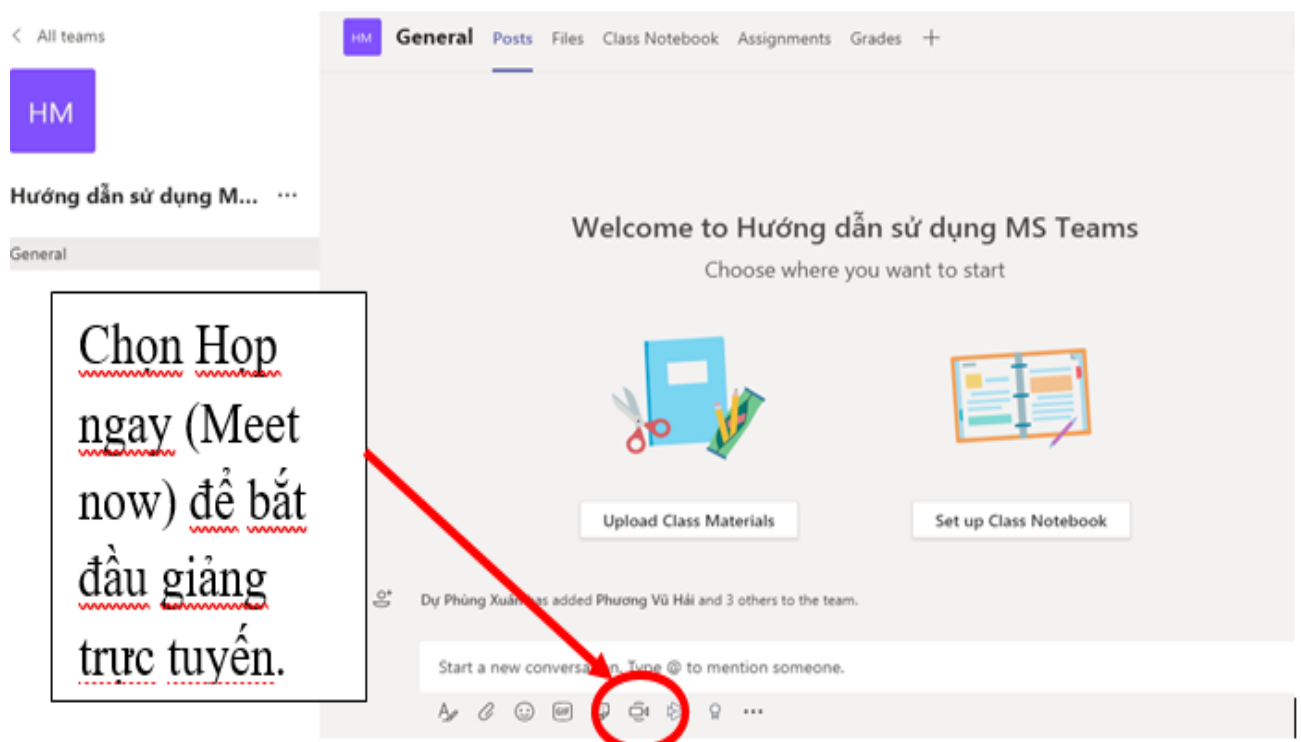 All teams
HM
Hướng dẫn sử dụng M... ...
General
HM General Posts Files Class Notebook Assignments Grades +
Welcome to Hướng dẫn sử dụng MS Teams
Choose where you want to start
Upload Class Materials
Set up Class Notebook
Chọn Họp
ngay (Meet
now) để bắt
đầu giảng
trực tuyến.
Dự Phùng Xuân has added Phương Vũ Hải and 3 others to the team.
Start a new conversation. Type @ to mention someone.
GIF